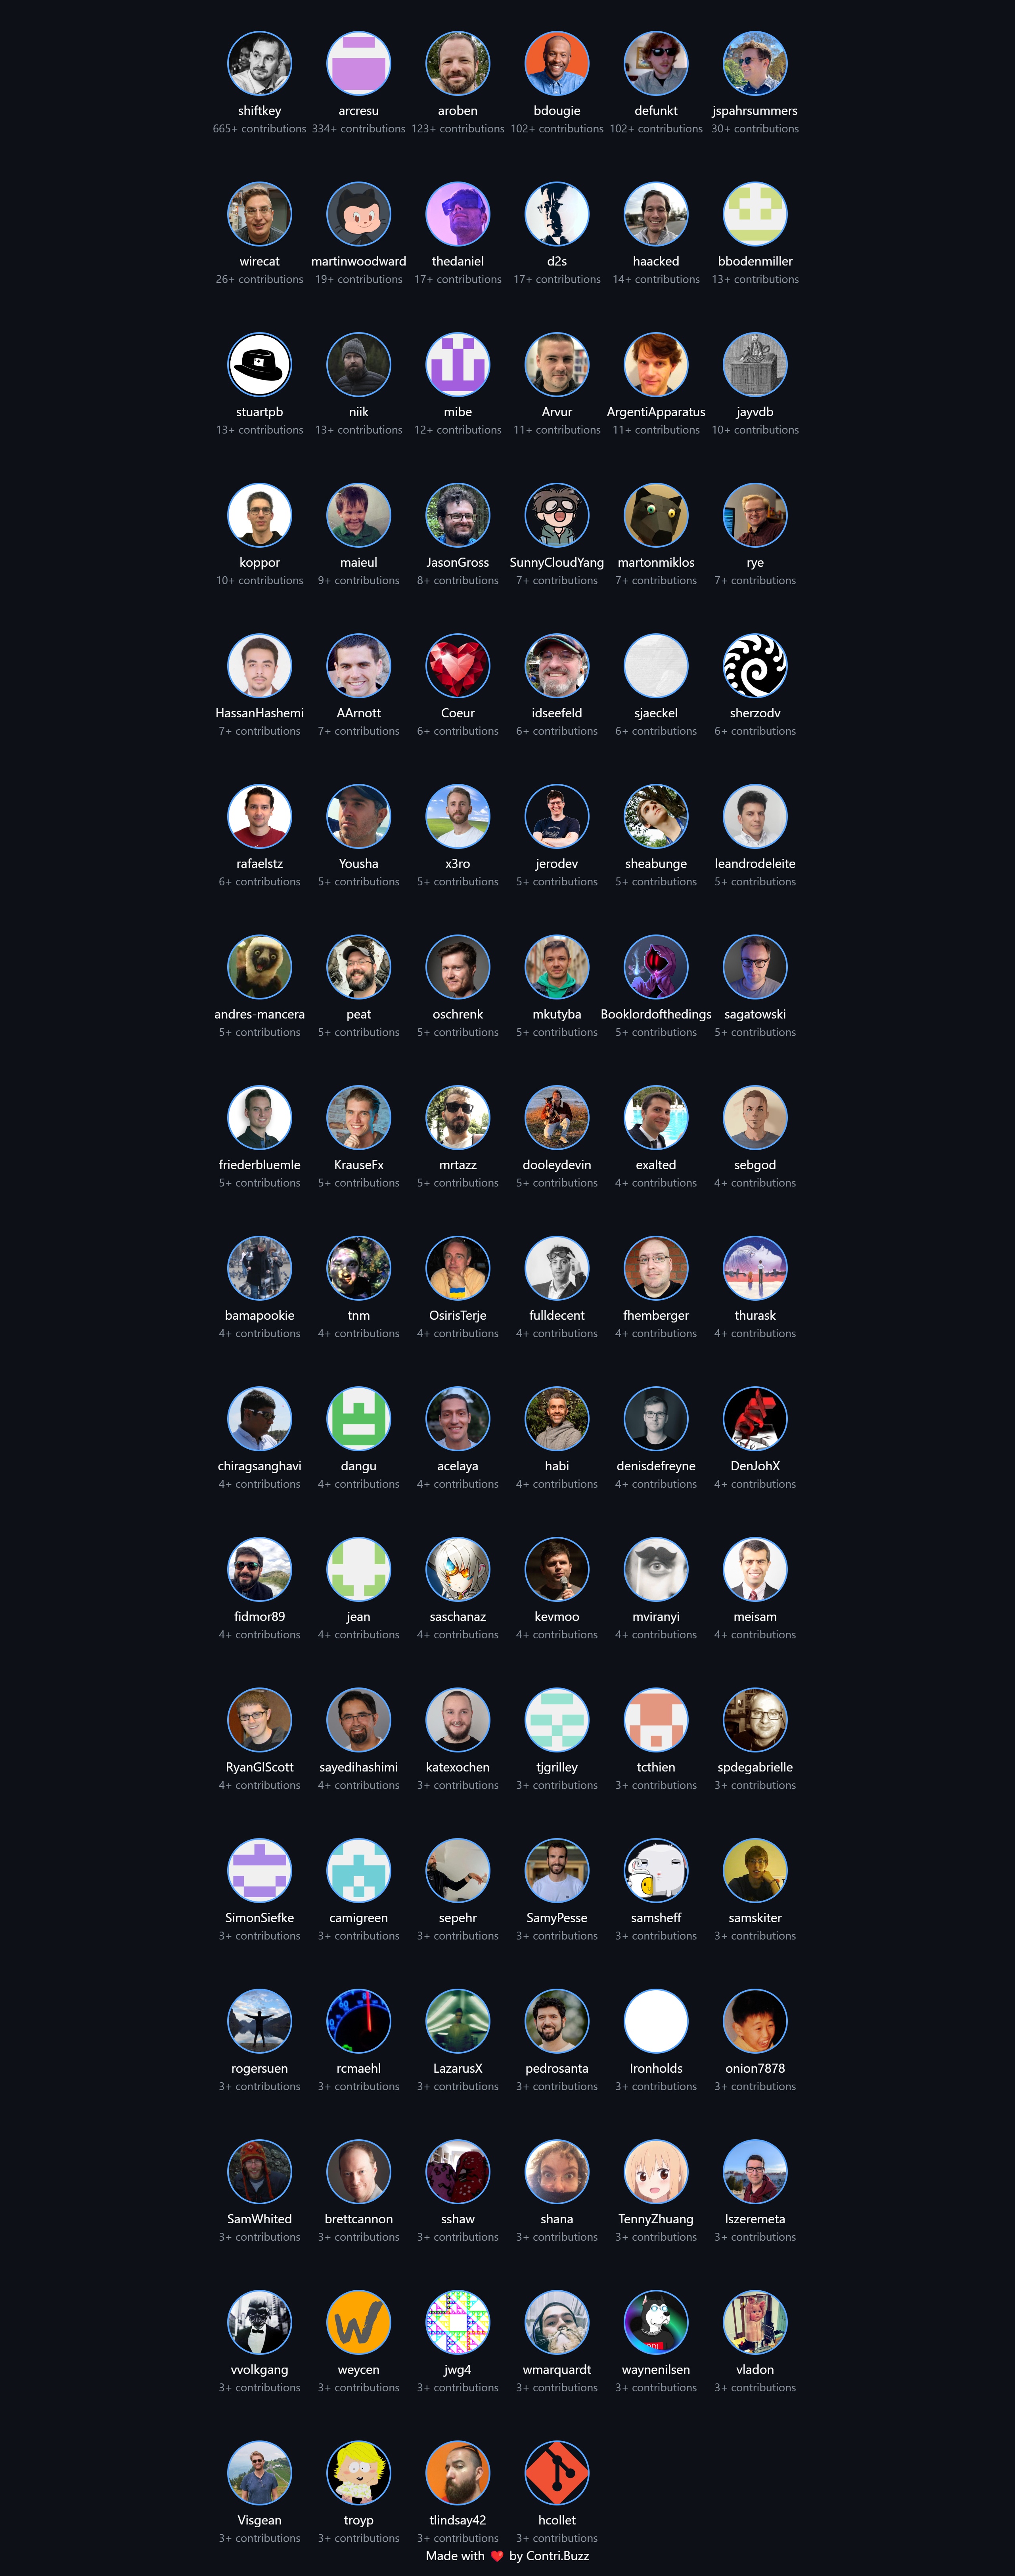 shiftkey arcresu aroben bdougie defunkt jspahrsummers
665+ contributions 334+ contributions 123+ contributions 102+ contributions 102+ contributions 30+ contributions
wirecat martinwoodward thedaniel d2s haacked bbodenmiller
26+ contributions 19+ contributions 17+ contributions 17+ contributions 14+ contributions 13+ contributions
stuartpb niik mibe Arvur ArgentiApparatus jayvdb
13+ contributions 13+ contributions 12+ contributions 11+ contributions 11+ contributions 10+ contributions
koppor maieul JasonGross SunnyCloudYang martonmiklos rye
10+ contributions 9+ contributions 8+ contributions 7+ contributions 7+ contributions 7+ contributions
HassanHashemi AArnott Coeur idseefeld sjaeckel sherzodv
7+ contributions 7+ contributions 6+ contributions 6+ contributions 6+ contributions 6+ contributions
rafaelstz Yousha x3ro jerodev sheabunge leandrodeleite
6+ contributions 5+ contributions 5+ contributions 5+ contributions 5+ contributions 5+ contributions
andres-mancera peat oschrenk mkutyba Booklordofthedings sagatowski
5+ contributions 5+ contributions 5+ contributions 5+ contributions 5+ contributions 5+ contributions
friederbluemle KrauseFx mrtazz dooleydevin exalted sebgod
5+ contributions 5+ contributions 5+ contributions 5+ contributions 4+ contributions 4+ contributions
bamapookie tnm OsirisTerje fulldecent fhemberger thurask
4+ contributions 4+ contributions 4+ contributions 4+ contributions 4+ contributions 4+ contributions
chiragsanghavi dangu acelaya habi denisdefreyne DenJohX
4+ contributions 4+ contributions 4+ contributions 4+ contributions 4+ contributions 4+ contributions
fidmor89 jean saschanaz kevmoo mviranyi meisam
4+ contributions 4+ contributions 4+ contributions 4+ contributions 4+ contributions 4+ contributions
RyanGlScott sayedihashimi katexochen tjgrilley tcthien spdegabrielle
4+ contributions 4+ contributions 3+ contributions 3+ contributions 3+ contributions 3+ contributions
SimonSiefke camigreen sepehr SamyPesse samsheff samskiter
3+ contributions 3+ contributions 3+ contributions 3+ contributions 3+ contributions 3+ contributions
rogersuen rcmaehl LazarusX pedrosanta Ironholds onion7878
3+ contributions 3+ contributions 3+ contributions 3+ contributions 3+ contributions 3+ contributions
SamWhited brettcannon sshaw shana TennyZhuang lszeremeta
3+ contributions 3+ contributions 3+ contributions 3+ contributions 3+ contributions 3+ contributions
vvolkgang weycen jwg4 wmarquardt waynenilsen vladon
3+ contributions 3+ contributions 3+ contributions 3+ contributions 3+ contributions 3+ contributions
Visgean troyp tlindsay42 hcollet
3+ contributions 3+ contributions 3+ contributions 3+ contributions
Made with ❤️ by Contri.Buzz